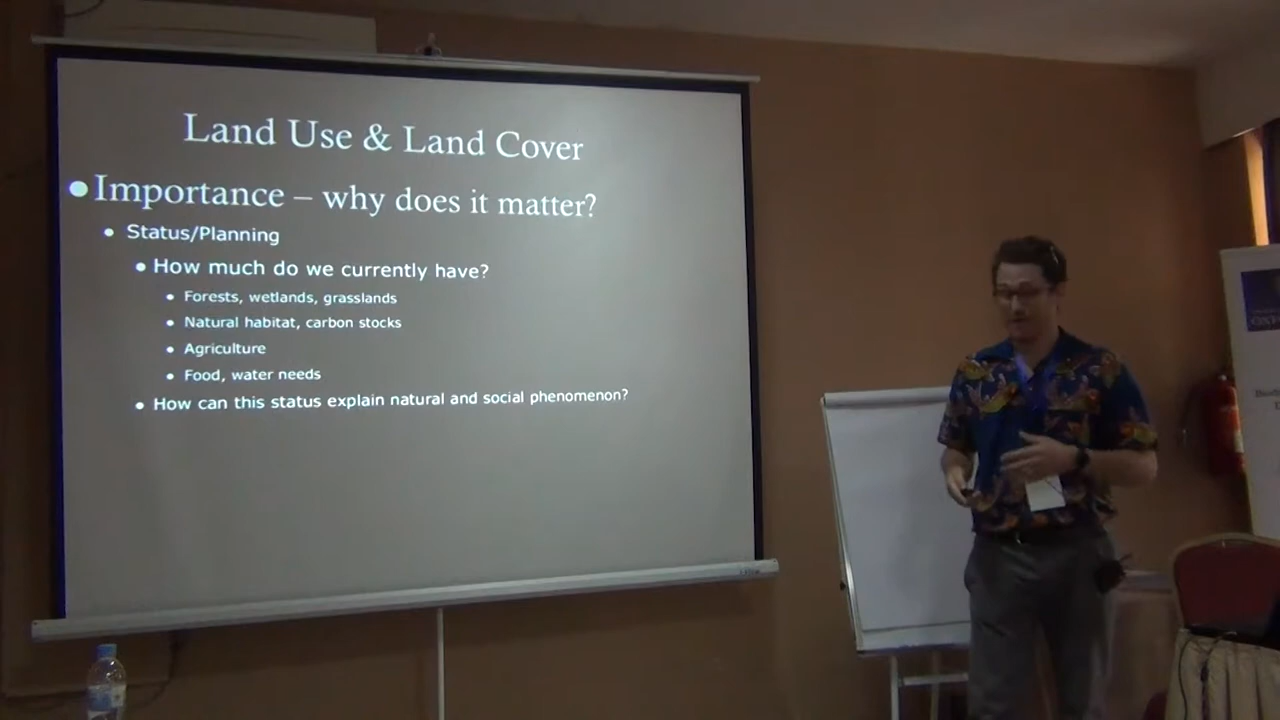 Land Use & Land Cover
• Importance – why does it matter?
• Status/Planning
• How much do we currently have?
• Forests, wetlands, grasslands
• Natural habitat, carbon stocks
• Agriculture
• Food, water needs
• How can this status explain natural and social phenomenon?